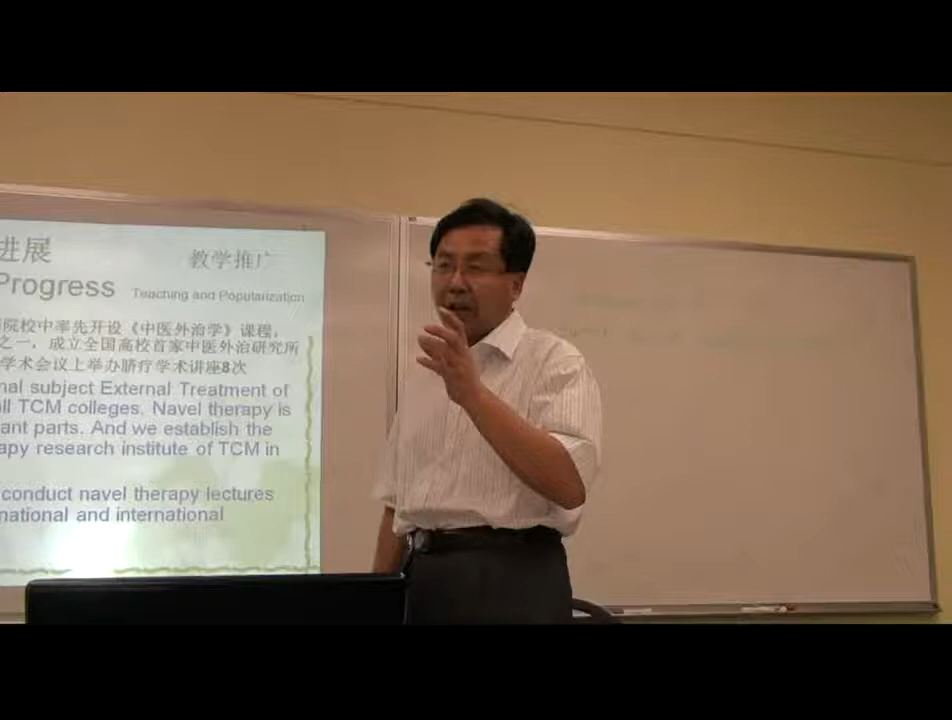 进展
教学推广
Progress Teaching and Popularization
院校中率先开设《中医外治学》课程，
之一，成立全国高校首家中医外治研究所
学术会议上举办脐疗学术讲座8次
nal subject External Treatment of
all TCM colleges. Navel therapy is
ant parts. And we establish the
apy research institute of TCM in
conduct navel therapy lectures
national and international